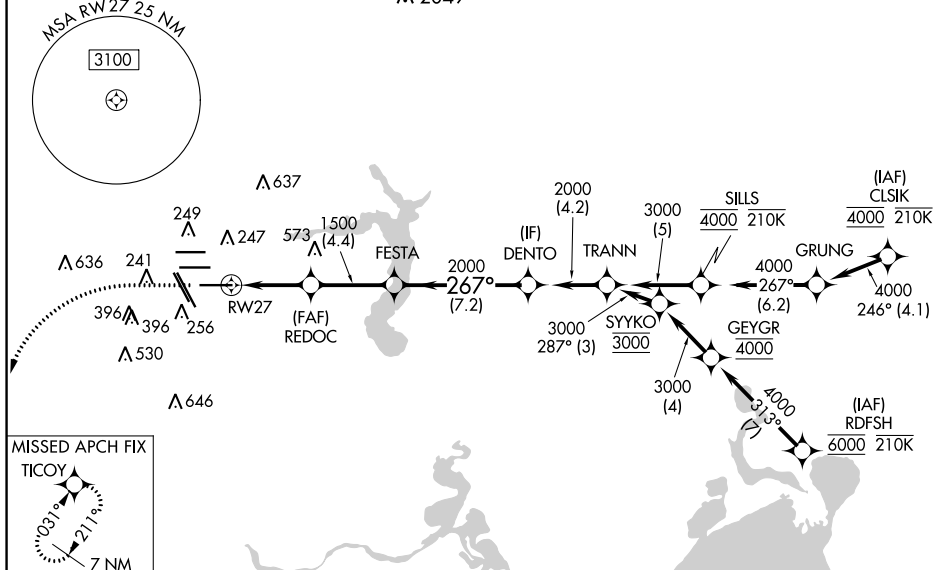 MSA RW27 25 NM
3100
637
249
247
573
1500
(4.4)
636
241
396
396
256
530
646
RW27
(FAF)
REDOC
FESTA
2000
267°
(7.2)
(IF)
DENTO
2000
(4.2)
TRANN
3000
(5)
SILLS
4000 210K
4000
267°
(6.2)
GRUNG
(IAF)
CLSIK
4000 210K
4000
246° (4.1)
3000
287° (3)
SYYKO
3000
GEYGR
4000
3000
(4)
4000
313°
(7)
(IAF)
RDFSH
6000 210K
MISSED APCH FIX
TICOY
031°
211°
7 NM